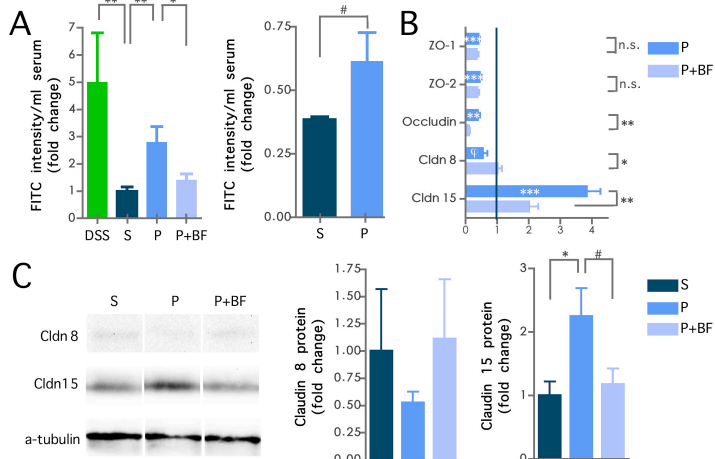 A
FITC intensity/ml serum
(fold change)
7
6
5
4
3
2
1
0
** ** *
DSS S P P+BF
FITC intensity/ml serum
(fold change)
0.75
0.50
0.25
0.00
#
S P
B
ZO-1 *** n.s.
ZO-2 *** n.s.
Occludin ** **
Cldn 8 Ψ *
Cldn 15 *** **
0 1 2 3 4
P
P+BF
C
S P P+BF
Cldn 8
Cldn15
a-tubulin
Claudin 8 protein
(fold change)
1.75
1.50
1.25
1.00
0.75
0.50
0.25
0.00
Claudin 15 protein
(fold change)
3
2
1
0
* #
S
P
P+BF